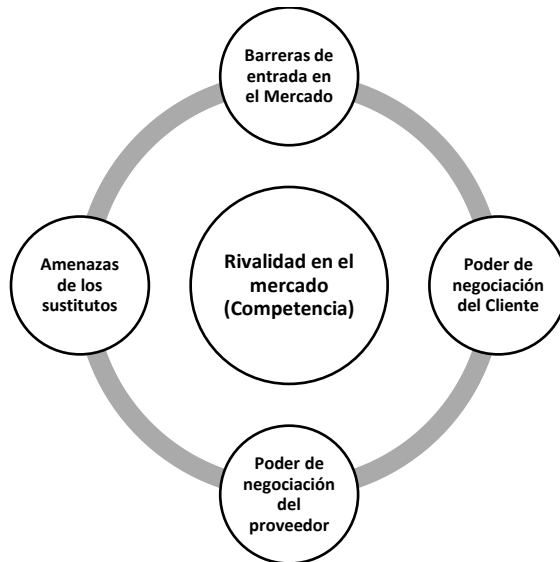 Barreras de
entrada en
el Mercado
Amenazas
de los
sustitutos
Rivalidad en el
mercado
(Competencia)
Poder de
negociación
del Cliente
Poder de
negociación
del
proveedor